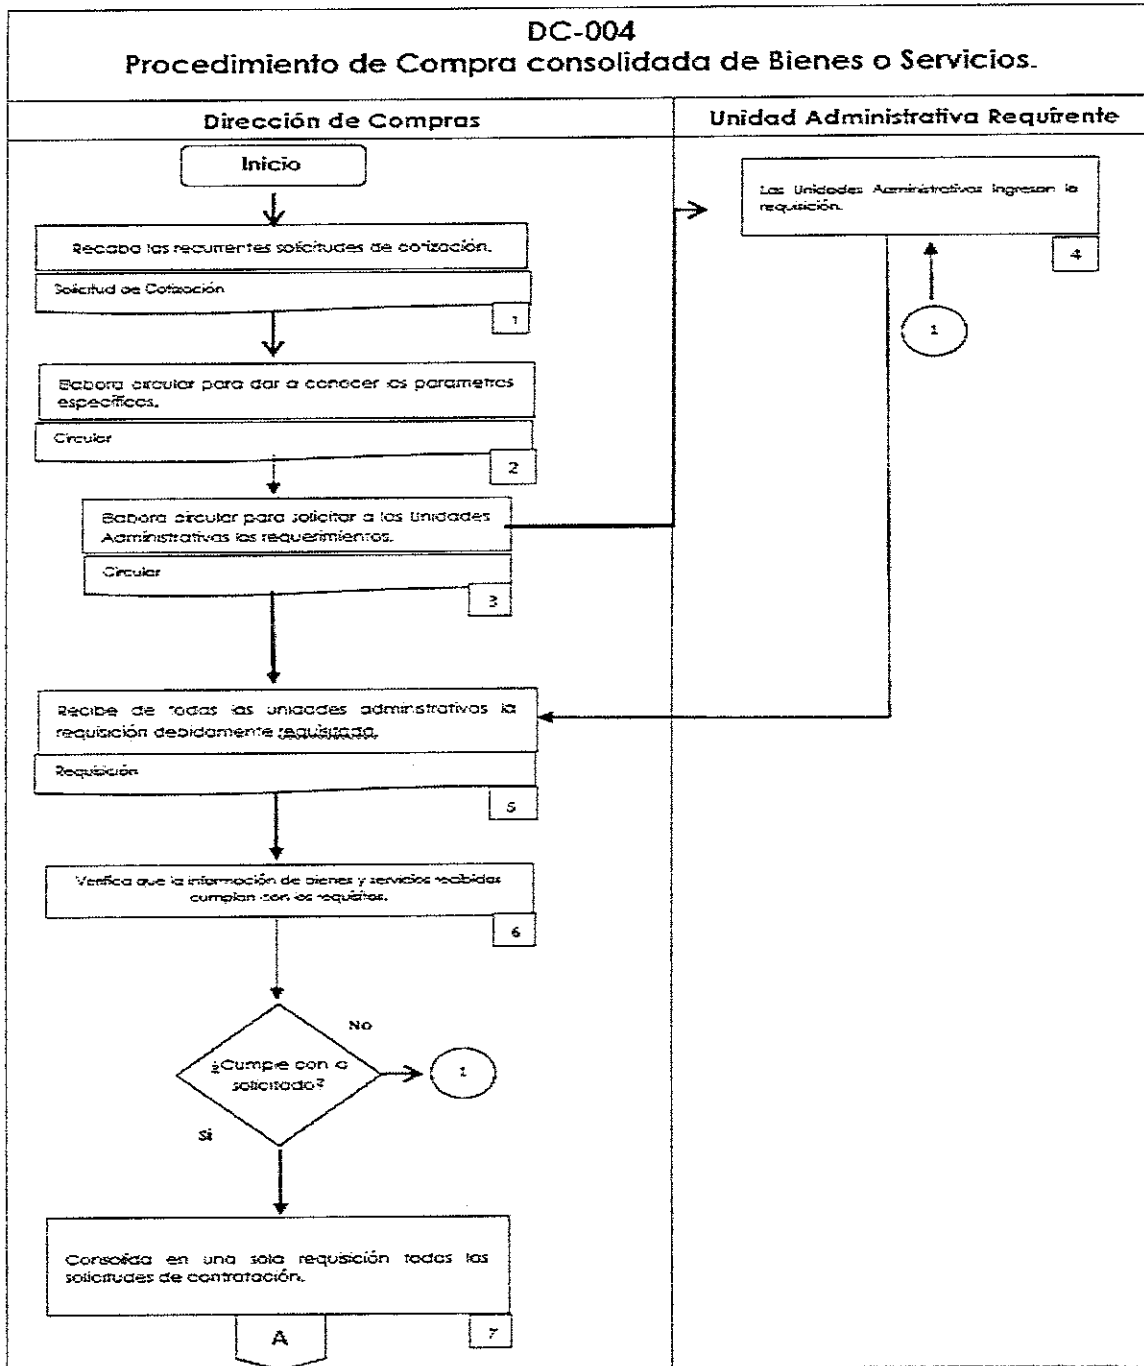 DC-004
Procedimiento de Compra consolidada de Bienes o Servicios.
Dirección de Compras
Unidad Administrativa Requirente
Inicio
Recaba las recurrentes solicitudes de cotización.
Solicitud de Cotización
1
Elabora circular para dar a conocer los parametros
específicos.
Circular
2
Elabora circular para solicitar a las Unidades
Administrativas los requerimientos.
Circular
3
Las Unidades Administrativas ingresan la
requisición.
4
1
Recibe de todas las unidades administrativas la
requisición debidamente requisitada.
Requisición
5
Verifica que la información de bienes y servicios recibidas
cumplan con los requisitos.
6
¿Cumple con lo
solicitado?
No
1
Si
Consolida en una sola requisición todas las
solicitudes de contratación.
7
A